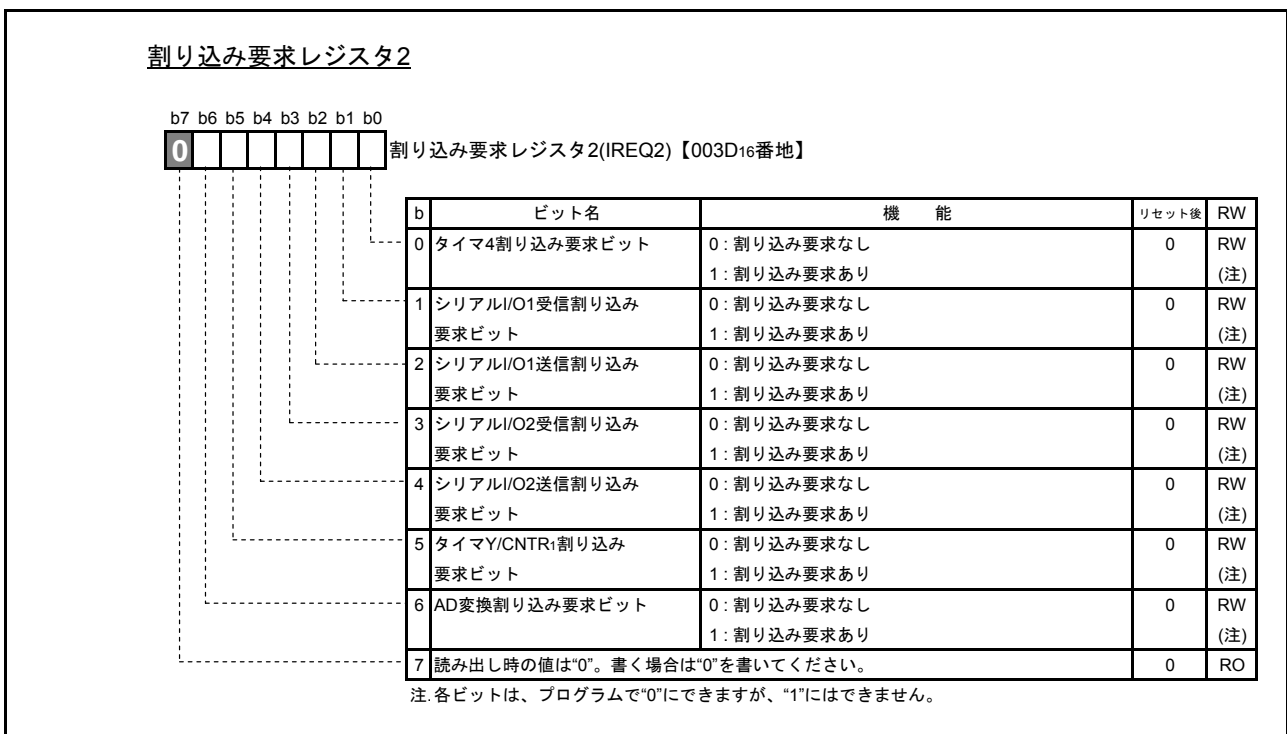 割り込み要求レジスタ2
b7 b6 b5 b4 b3 b2 b1 b0
0 割り込み要求レジスタ2(IREQ2)【003D16番地】
b ビット名 機 能 リセット後 RW
0 タイマ4割り込み要求ビット 0 : 割り込み要求なし 0 RW
1 : 割り込み要求あり (注)
1 シリアルI/O1受信割り込み 0 : 割り込み要求なし 0 RW
要求ビット 1 : 割り込み要求あり (注)
2 シリアルI/O1送信割り込み 0 : 割り込み要求なし 0 RW
要求ビット 1 : 割り込み要求あり (注)
3 シリアルI/O2受信割り込み 0 : 割り込み要求なし 0 RW
要求ビット 1 : 割り込み要求あり (注)
4 シリアルI/O2送信割り込み 0 : 割り込み要求なし 0 RW
要求ビット 1 : 割り込み要求あり (注)
5 タイマY/CNTR1割り込み 0 : 割り込み要求なし 0 RW
要求ビット 1 : 割り込み要求あり (注)
6 AD変換割り込み要求ビット 0 : 割り込み要求なし 0 RW
1 : 割り込み要求あり (注)
7 読み出し時の値は“0”。書く場合は“0”を書いてください。 0 RO
注. 各ビットは、プログラムで“0”にできますが、“1”にはできません。